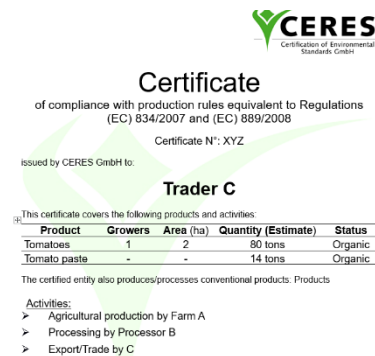 CERES
Certification of Environmental
Standards GmbH
Certificate
of compliance with production rules equivalent to Regulations
(EC) 834/2007 and (EC) 889/2008
Certificate N°: XYZ
issued by CERES GmbH to:
Trader C
This certificate covers the following products and activities:
Product Growers Area (ha) Quantity (Estimate) Status
Tomatoes 1 2 80 tons Organic
Tomato paste - - 14 tons Organic
The certified entity also produces/processes conventional products: Products
Activities:
➢ Agricultural production by Farm A
➢ Processing by Processor B
➢ Export/Trade by C